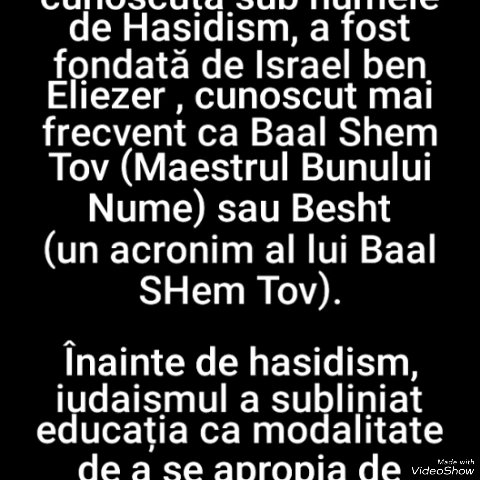 cunoscută sub numele
de Hasidism, a fost
fondată de Israel ben
Eliezer , cunoscut mai
frecvent ca Baal Shem
Tov (Maestrul Bunului
Nume) sau Besht
(un acronim al lui Baal
SHem Tov).
Înainte de hasidism,
iudaismul a subliniat
educația ca modalitate
de a se apropia de
Made with
VideoShow